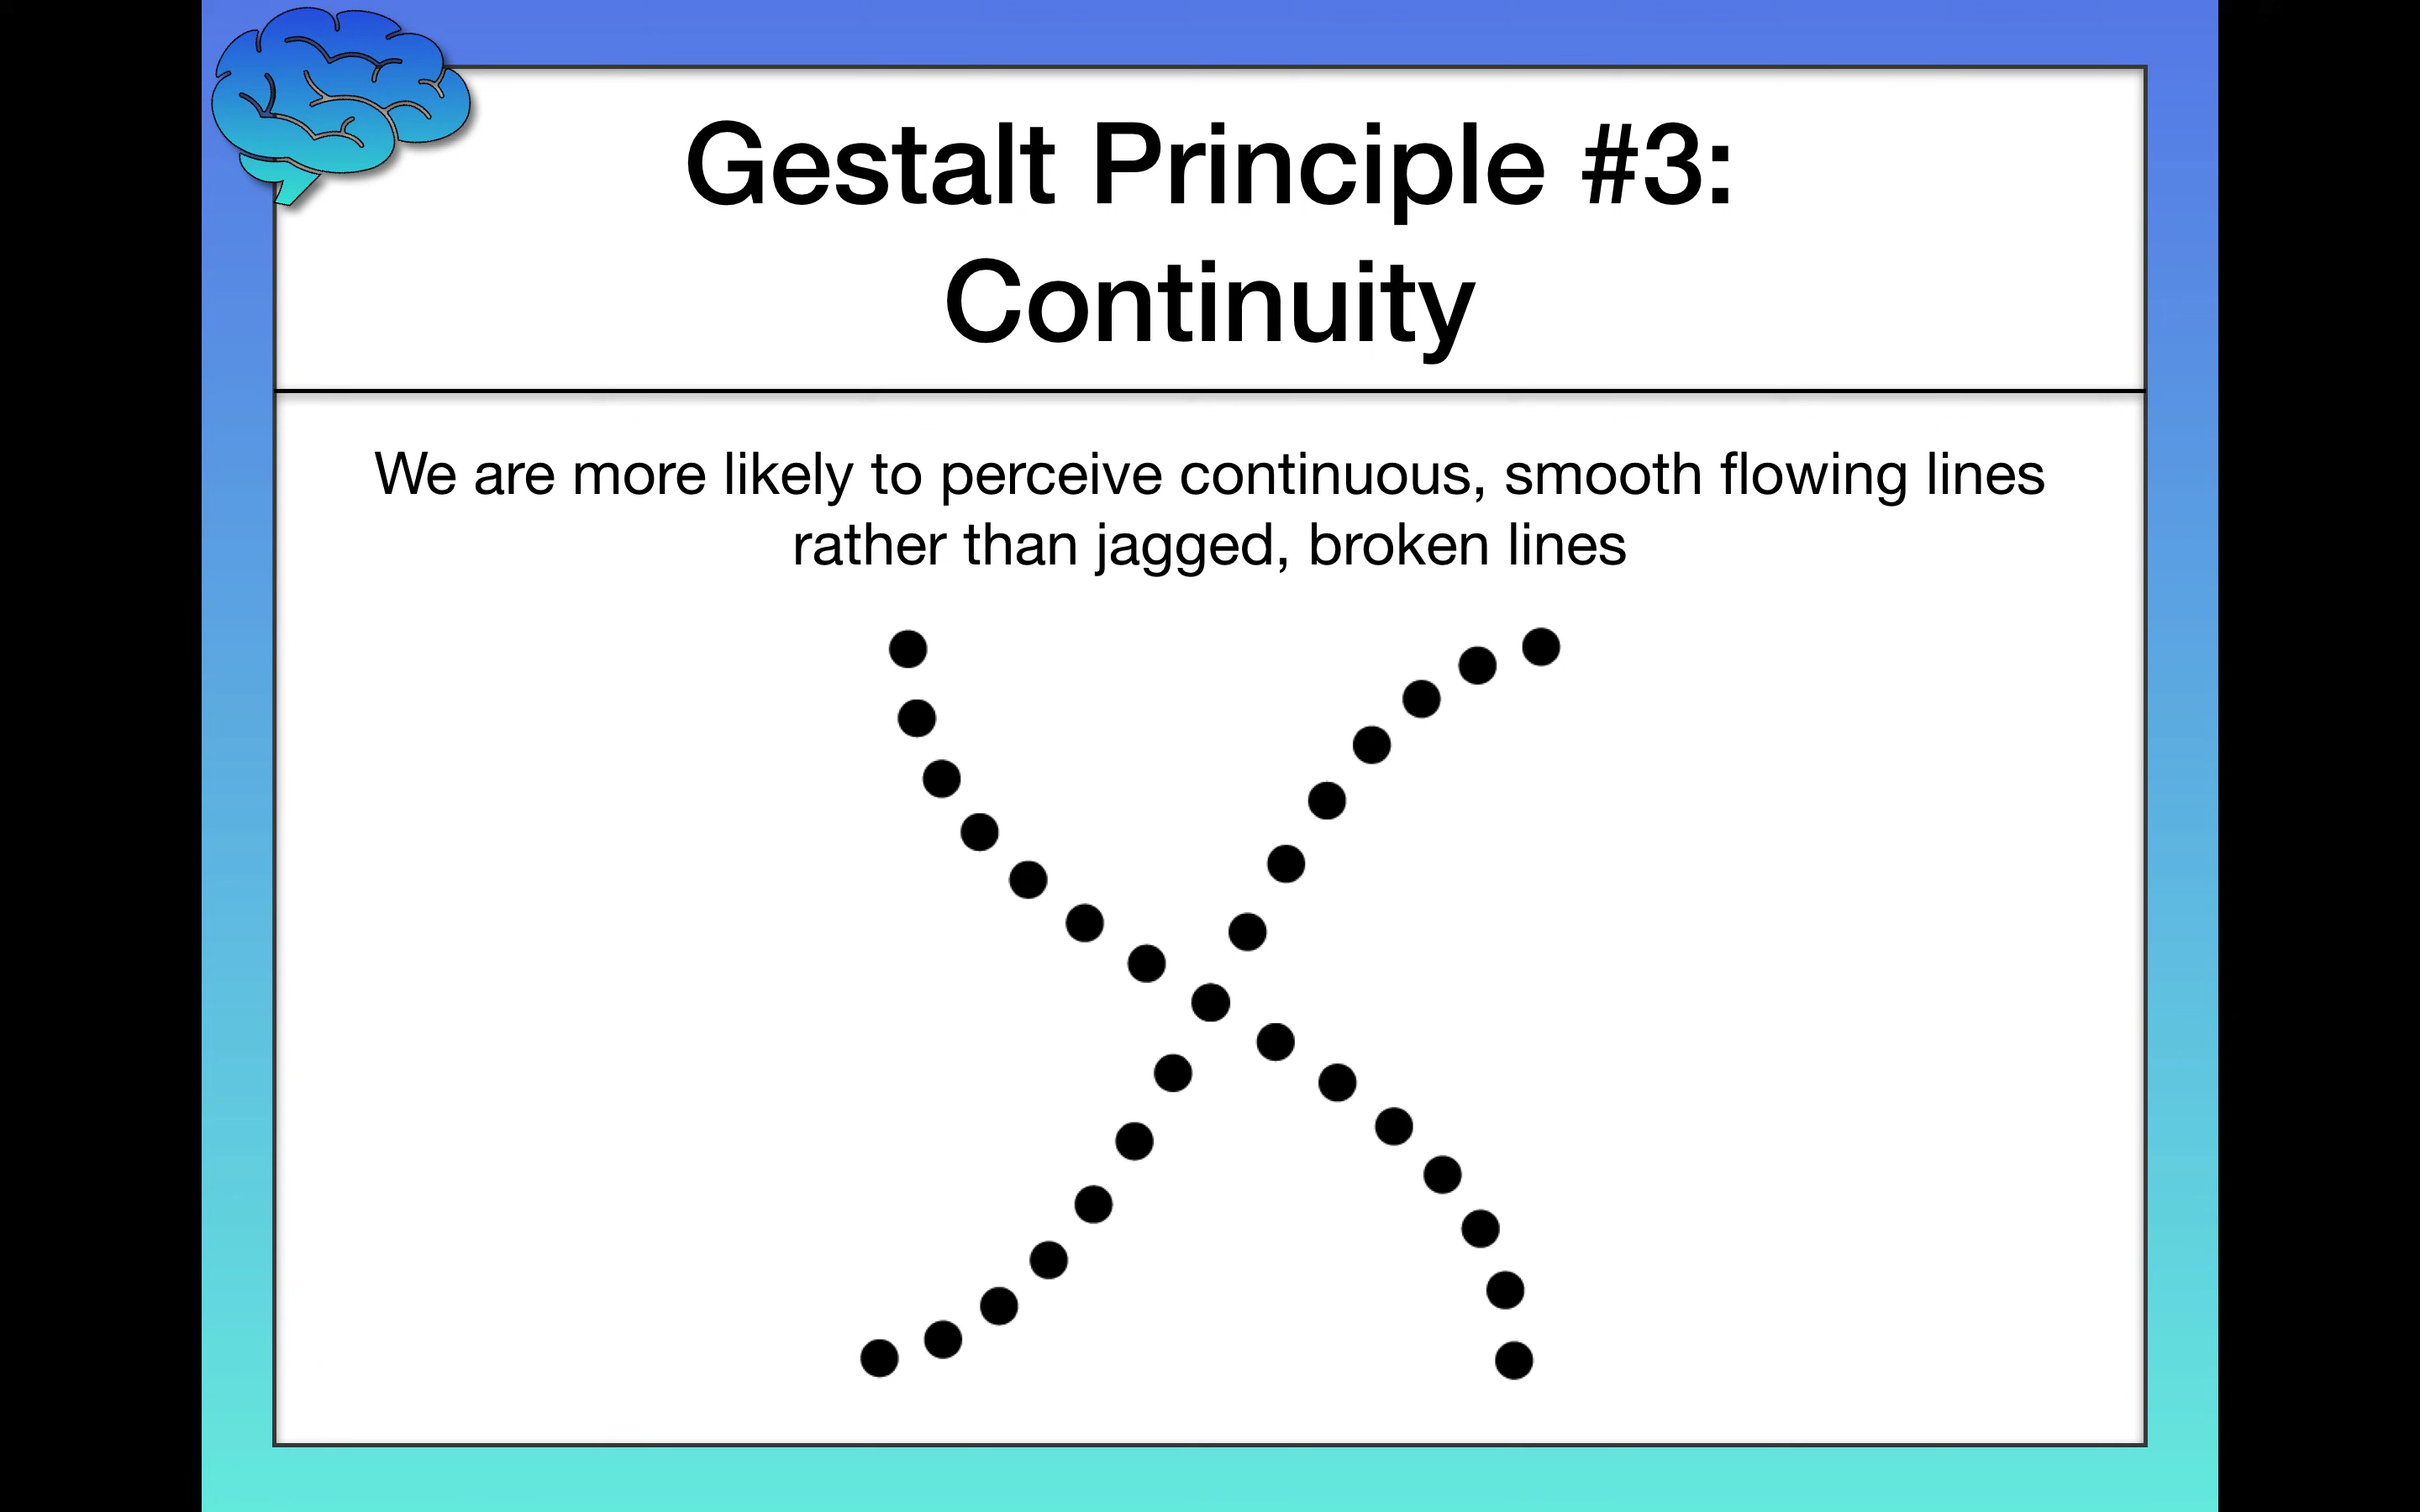 Gestalt Principle #3:
Continuity
We are more likely to perceive continuous, smooth flowing lines
rather than jagged, broken lines